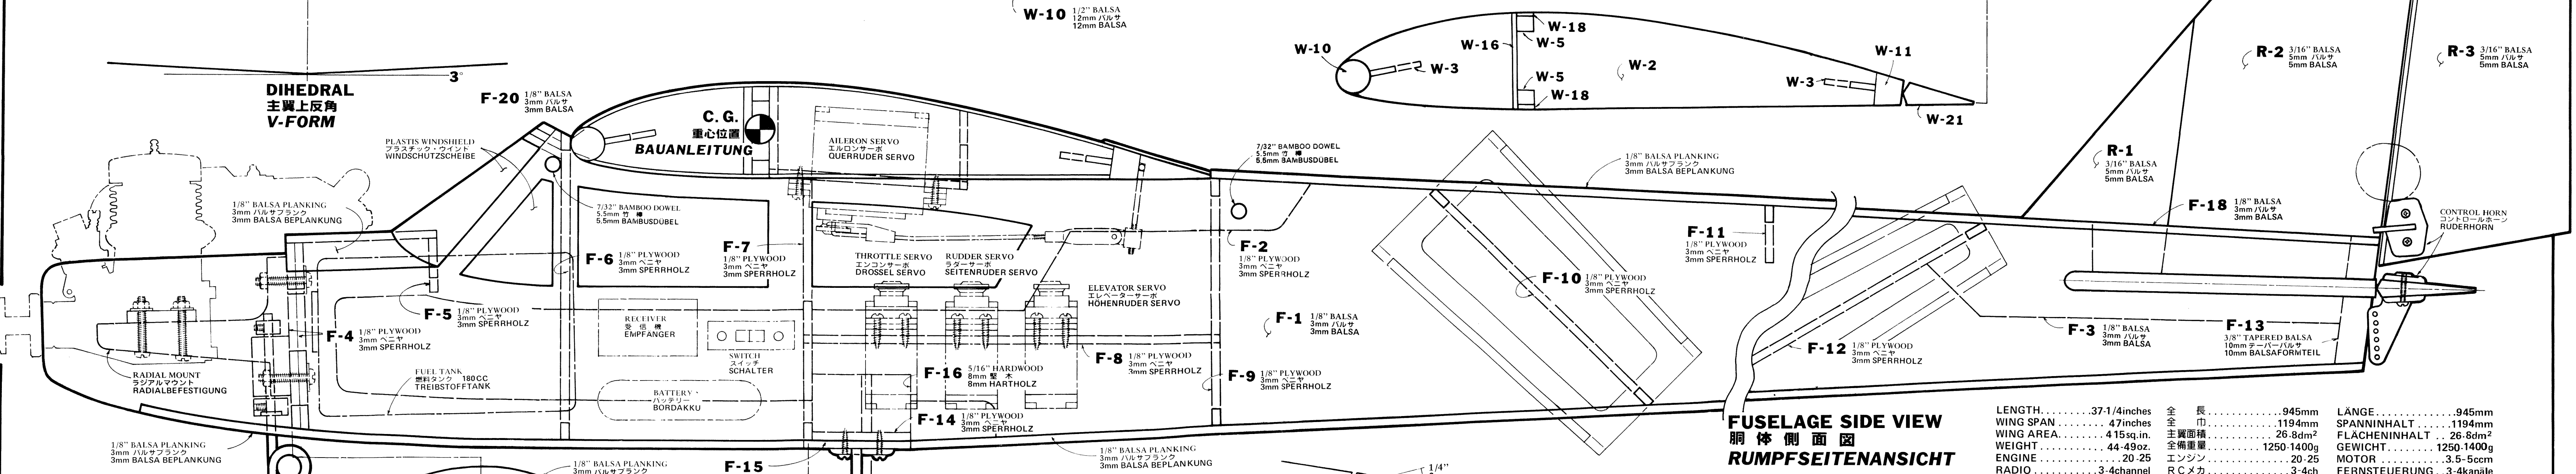 W-10 1/2" BALSA
12mm バルサ
12mm BALSA
3°
DIHEDRAL
主翼上反角
V-FORM
F-20 1/8" BALSA
3mm バルサ
3mm BALSA
PLASTIS WINDSHIELD
プラスチック・ウインド
WINDSCHUTZSCHEIBE
1/8" BALSA PLANKING
3mm バルサプランク
3mm BALSA BEPLANKUNG
C. G.
重心位置
BAUANLEITUNG
AILERON SERVO
エルロンサーボ
QUERRUDER SERVO
7/32" BAMBOO DOWEL
5.5mm 竹棒
5.5mm BAMBUSDÜBEL
7/32" BAMBOO DOWEL
5.5mm 竹棒
5.5mm BAMBUSDÜBEL
W-10
W-3
W-16
W-18
W-5
W-5
W-18
W-2
W-3
W-11
W-21
1/8" BALSA PLANKING
3mm バルサプランク
3mm BALSA BEPLANKUNG
R-2 3/16" BALSA
5mm バルサ
5mm BALSA
R-3 3/16" BALSA
5mm バルサ
5mm BALSA
R-1
3/16" BALSA
5mm バルサ
5mm BALSA
F-18 1/8" BALSA
3mm バルサ
3mm BALSA
CONTROL HORN
コントロールホーン
RUDERHORN
F-6 1/8" PLYWOOD
3mm ベニヤ
3mm SPERRHOLZ
F-7
1/8" PLYWOOD
3mm ベニヤ
3mm SPERRHOLZ
THROTTLE SERVO
エンコンサーボ
DROSSEL SERVO
RUDDER SERVO
ラダーサーボ
SEITENRUDER SERVO
ELEVATOR SERVO
エレベーターサーボ
HÖHENRUDER SERVO
F-2
1/8" PLYWOOD
3mm ベニヤ
3mm SPERRHOLZ
F-11
1/8" PLYWOOD
3mm ベニヤ
3mm SPERRHOLZ
F-10 1/8" PLYWOOD
3mm ベニヤ
3mm SPERRHOLZ
F-5 1/8" PLYWOOD
3mm ベニヤ
3mm SPERRHOLZ
F-4 1/8" PLYWOOD
3mm ベニヤ
3mm SPERRHOLZ
RECEIVER
受信機
EMPFÄNGER
SWITCH
スイッチ
SCHALTER
F-1 1/8" BALSA
3mm バルサ
3mm BALSA
F-8 1/8" PLYWOOD
3mm ベニヤ
3mm SPERRHOLZ
F-9 1/8" PLYWOOD
3mm ベニヤ
3mm SPERRHOLZ
F-12 1/8" PLYWOOD
3mm ベニヤ
3mm SPERRHOLZ
F-3 1/8" BALSA
3mm バルサ
3mm BALSA
F-13
3/8" TAPERED BALSA
10mm テーパーバルサ
10mm BALSAFORMTEIL
RADIAL MOUNT
ラジアルマウント
RADIALBEFESTIGUNG
FUEL TANK
燃料タンク 180CC
TREIBSTOFFTANK
BATTERY
バッテリー
BORDAKKU
F-16 5/16" HARDWOOD
8mm 堅木
8mm HARTHOLZ
F-14 1/8" PLYWOOD
3mm ベニヤ
3mm SPERRHOLZ
1/8" BALSA PLANKING
3mm バルサプランク
3mm BALSA BEPLANKUNG
1/8" BALSA PLANKING
3mm バルサプランク
F-15
1/8" BALSA PLANKING
3mm バルサプランク
3mm BALSA BEPLANKUNG
1/4"
FUSELAGE SIDE VIEW
胴体側面図
RUMPFSEITENANSICHT
LENGTH........37-1/4inches 全長............945mm LÄNGE.............945mm
WING SPAN........47inches 全巾............1194mm SPANNINHALT......1194mm
WING AREA........415sq.in. 主翼面積..........26-8dm² FLÄCHENINHALT..26-8dm²
WEIGHT...........44-49oz. 全備重量........1250-1400g GEWICHT......1250-1400g
ENGINE............20-25 エンジン............20-25 MOTOR..........3.5-5ccm
RADIO..........3-4channel RCメカ............3-4ch FERNSTEUERUNG..3-4kanäle